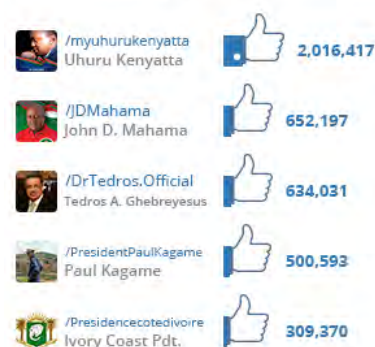 /myuhurukenyatta
Uhuru Kenyatta
2,016,417
/JDMahama
John D. Mahama
652,197
/DrTedros.Official
Tedros A. Ghebreyesus
634,031
/PresidentPaulKagame
Paul Kagame
500,593
/Presidencecotedivoire
Ivory Coast Pdt.
309,370